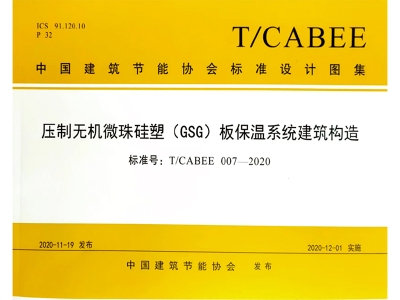 ICS 91.120.10
P 32
T/CABEE
中国建筑节能协会标准设计图集
压制无机微珠硅塑（GSG）板保温系统建筑构造
标准号：T/CABEE 007—2020
2020-11-19 发布
2020-12-01 实施
中国建筑节能协会 发布